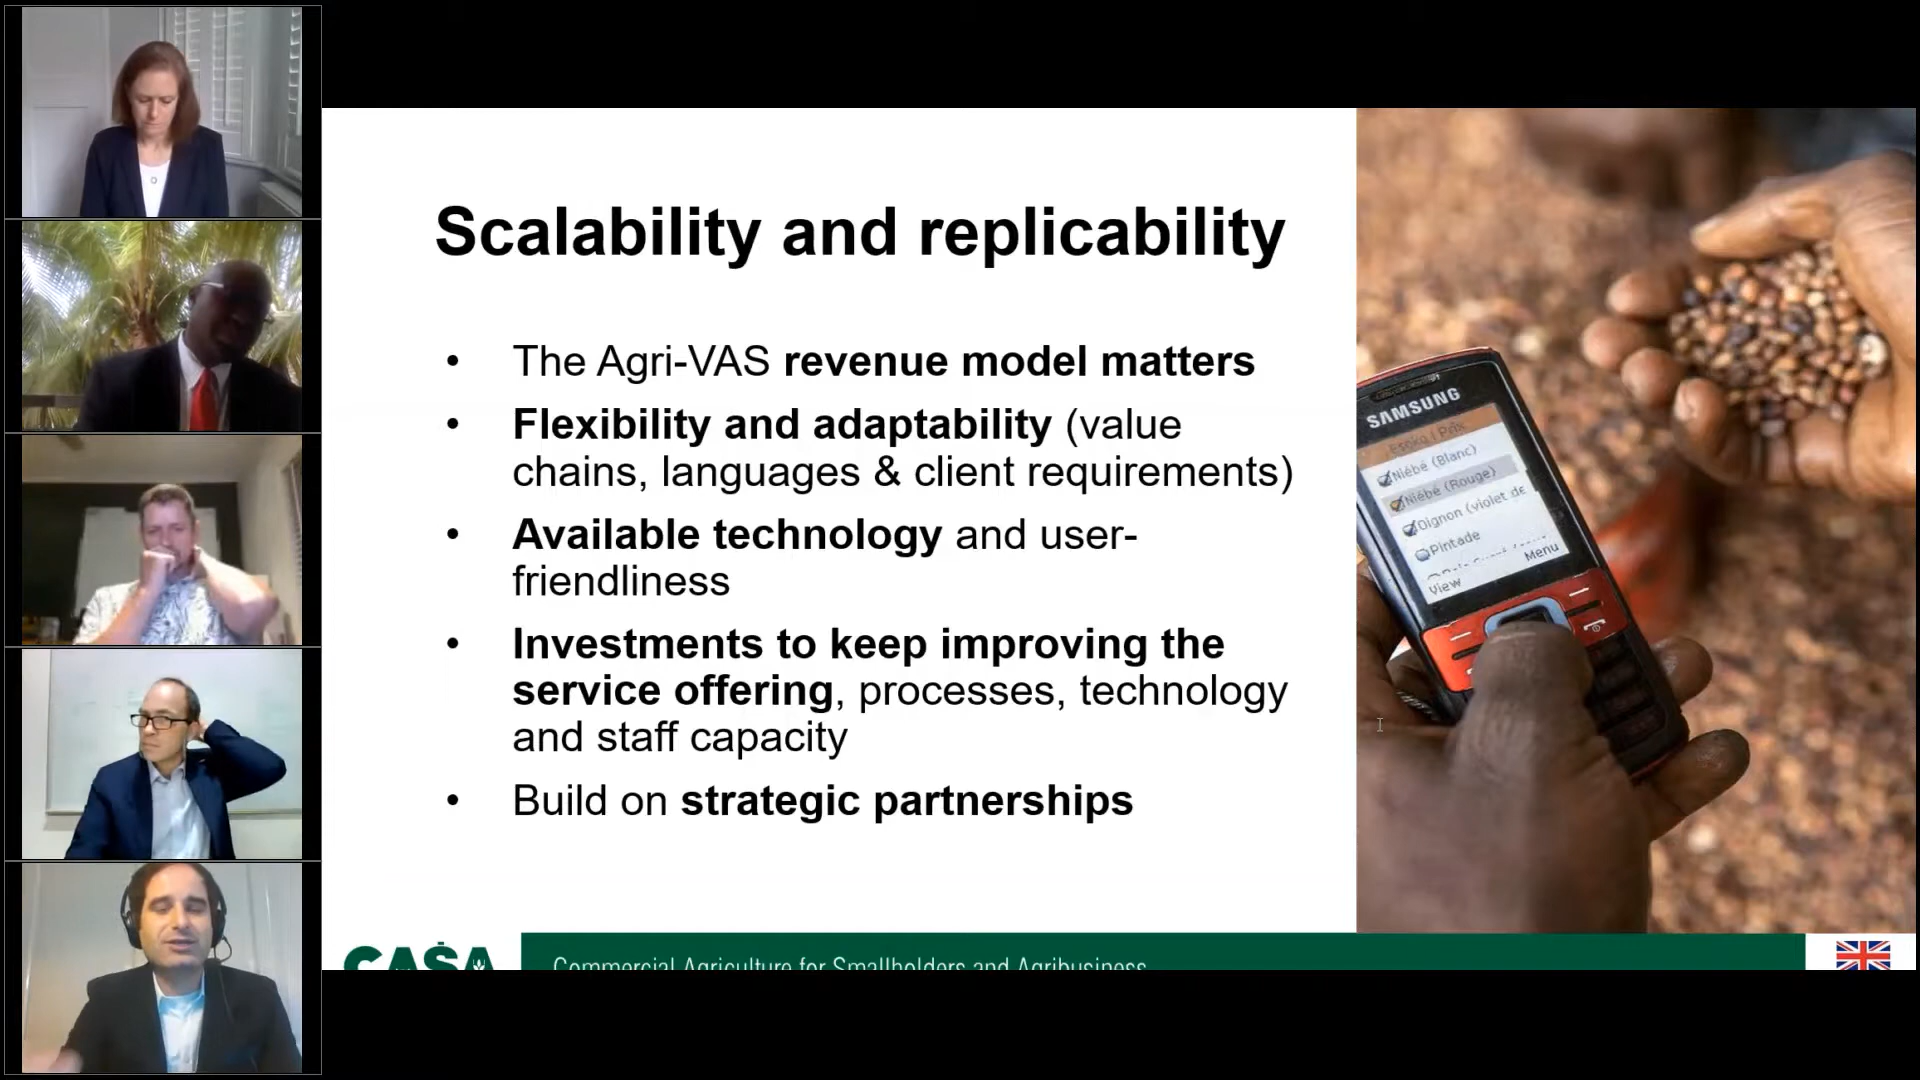 Scalability and replicability
• The Agri-VAS revenue model matters
• Flexibility and adaptability (value
chains, languages & client requirements)
• Available technology and user-
friendliness
• Investments to keep improving the
service offering, processes, technology
and staff capacity
• Build on strategic partnerships
SAMSUNG
Esoko | Prix
Niébé (Blanc)
Niébé (Rouge)
Oignon (violet de
Pintade
Menu
View
CASA
Commercial Agriculture for Smallholders and Agribusiness